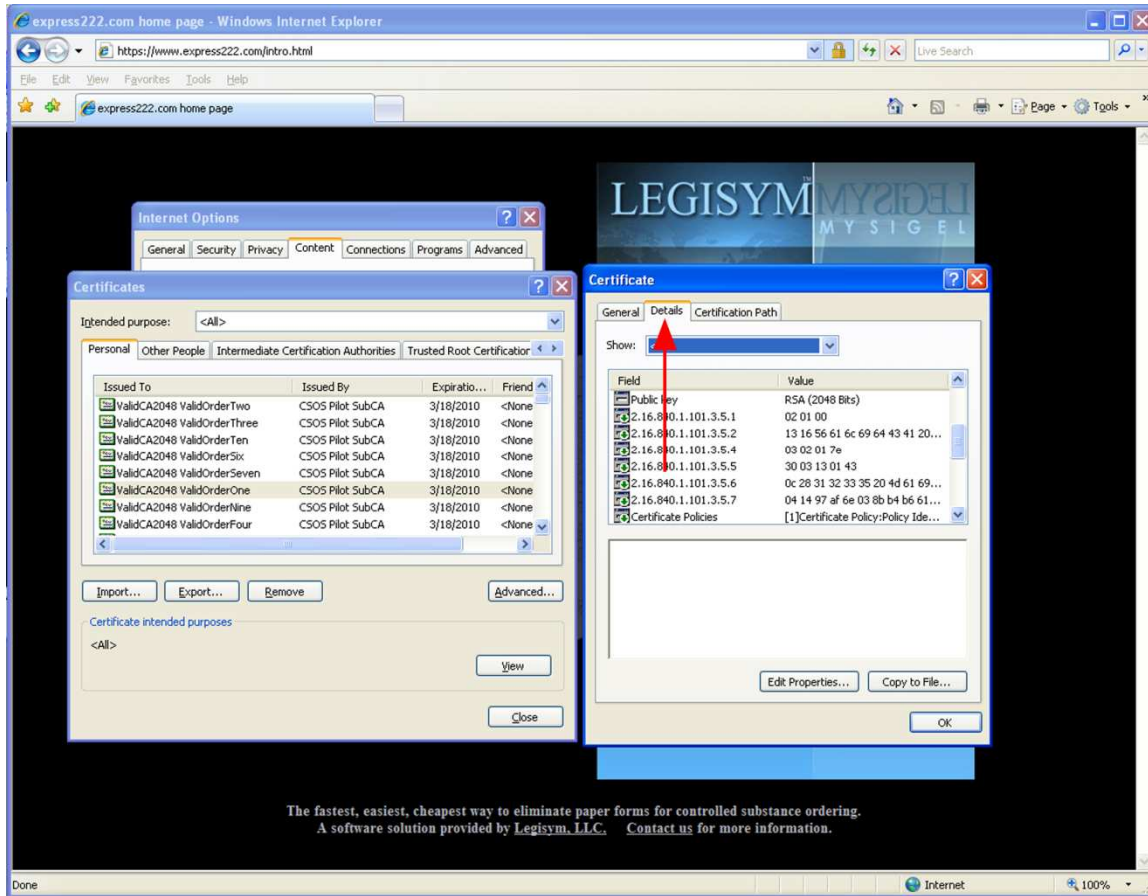 express222.com home page - Windows Internet Explorer
https://www.express222.com/intro.html
Live Search
File Edit View Favorites Tools Help
express222.com home page
Page Tools
LEGISYM™
MYSIGEL
Internet Options
General Security Privacy Content Connections Programs Advanced
Certificates
Intended purpose: <All>
Personal Other People Intermediate Certification Authorities Trusted Root Certification
Issued To Issued By Expiratio... Friend
ValidCA2048 ValidOrderTwo CSOS Pilot SubCA 3/18/2010 <None
ValidCA2048 ValidOrderThree CSOS Pilot SubCA 3/18/2010 <None
ValidCA2048 ValidOrderTen CSOS Pilot SubCA 3/18/2010 <None
ValidCA2048 ValidOrderSix CSOS Pilot SubCA 3/18/2010 <None
ValidCA2048 ValidOrderSeven CSOS Pilot SubCA 3/18/2010 <None
ValidCA2048 ValidOrderOne CSOS Pilot SubCA 3/18/2010 <None
ValidCA2048 ValidOrderNine CSOS Pilot SubCA 3/18/2010 <None
ValidCA2048 ValidOrderFour CSOS Pilot SubCA 3/18/2010 <None
Import... Export... Remove Advanced...
Certificate intended purposes
<All>
View
Close
Certificate
General Details Certification Path
Show:
Field Value
Public key RSA (2048 Bits)
2.16.840.1.101.3.5.1 02 01 00
2.16.840.1.101.3.5.2 13 16 56 61 6c 69 64 43 41 20...
2.16.840.1.101.3.5.4 03 02 01 7e
2.16.840.1.101.3.5.5 30 03 13 01 43
2.16.840.1.101.3.5.6 0c 28 31 32 33 35 20 4d 61 69...
2.16.840.1.101.3.5.7 04 14 97 af 6e 03 8b b4 b6 61...
Certificate Policies [1]Certificate Policy:Policy Ide...
Edit Properties... Copy to File...
OK
The fastest, easiest, cheapest way to eliminate paper forms for controlled substance ordering.
A software solution provided by Legisym, LLC. Contact us for more information.
Done Internet 100%